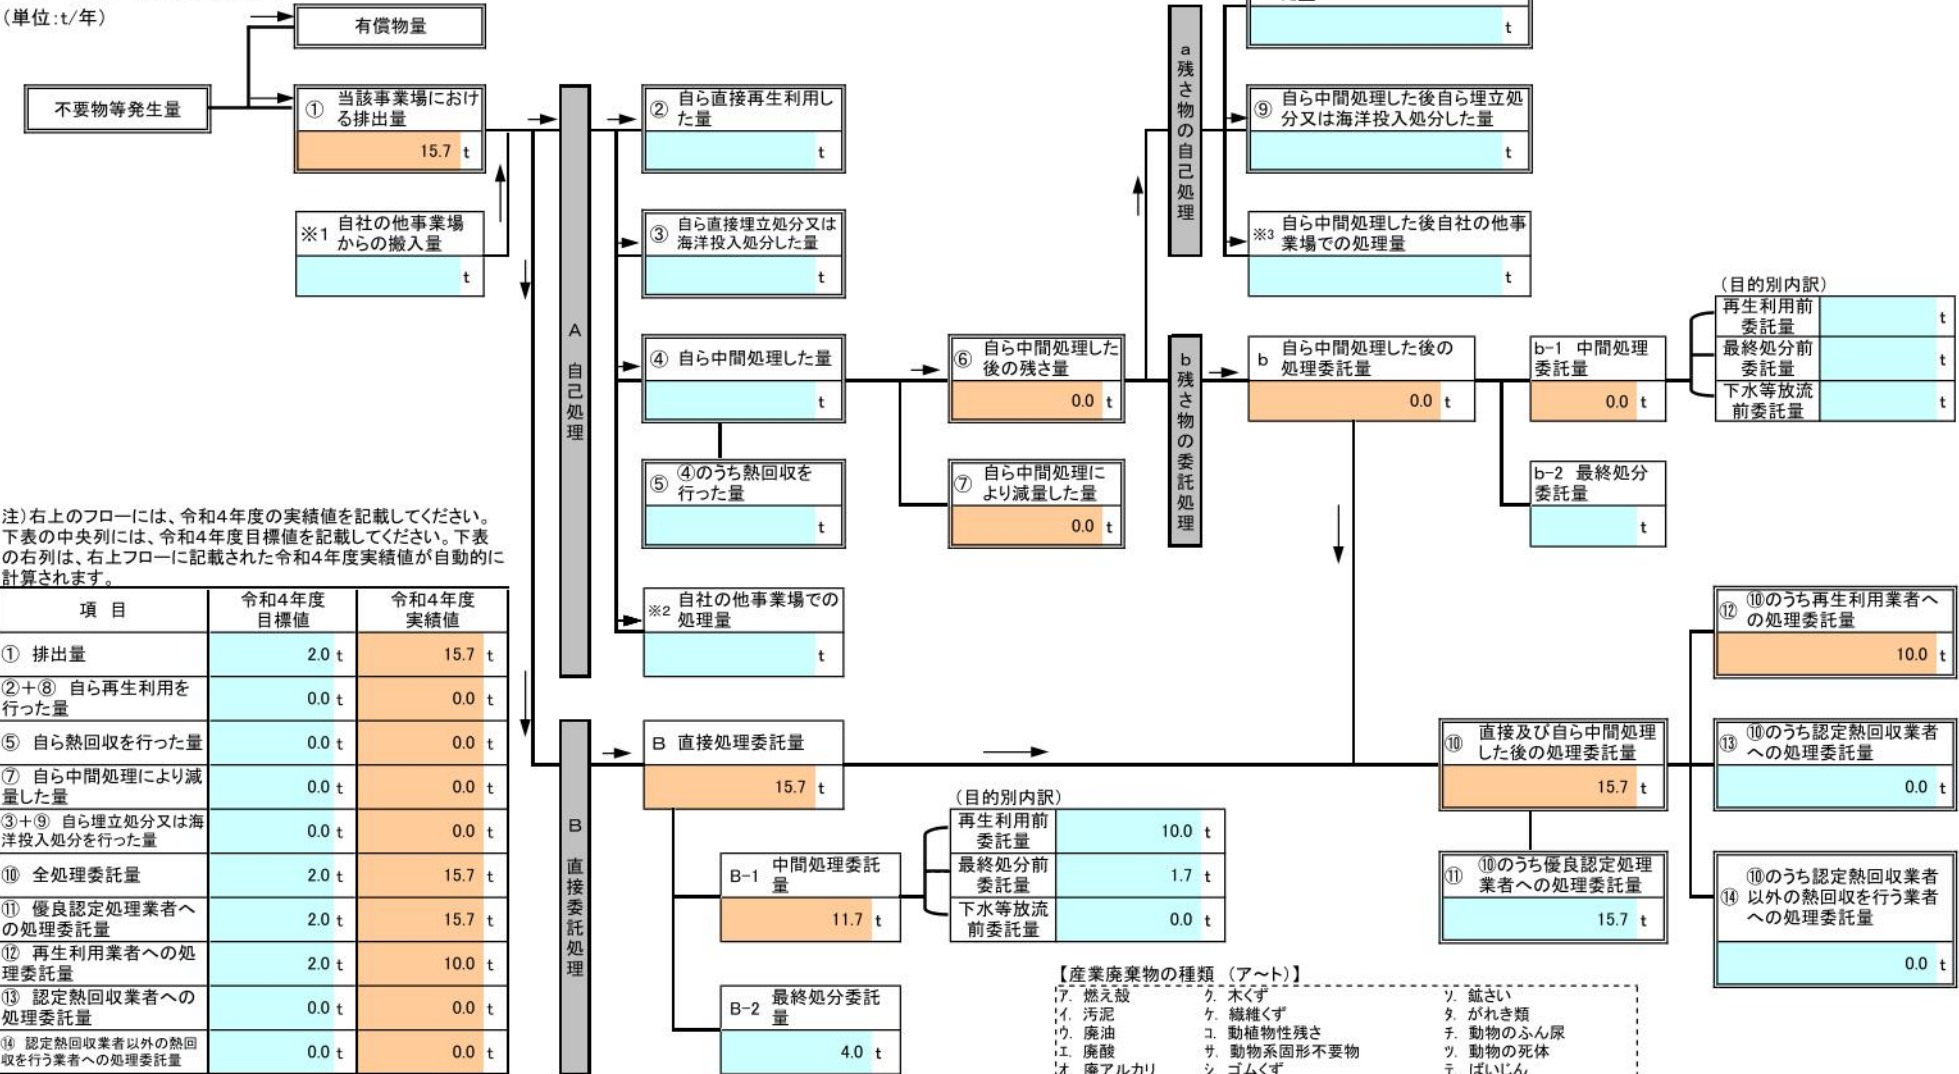 （単位：t／年）
有償物量
不要物等発生量
①
当該事業場におけ
る排出量
15.7 t
※1
自社の他事業場
からの搬入量
t
A 自己処理
②
自ら直接再生利用し
た量
t
③
自ら直接埋立処分又は
海洋投入処分した量
t
④ 自ら中間処理した量
t
⑤
④のうち熱回収を
行った量
t
※2
自社の他事業場での
処理量
t
⑥
自ら中間処理した
後の残さ量
0.0 t
⑦
自ら中間処理に
より減量した量
0.0 t
a 残さ物の自己処理
t
⑨
自ら中間処理した後自ら埋立処
分又は海洋投入処分した量
t
※3
自ら中間処理した後自社の他事
業場での処理量
t
b 残さ物の委託処理
b
自ら中間処理した後の
処理委託量
0.0 t
b-1 中間処理
委託量
0.0 t
b-2 最終処分
委託量
t
（目的別内訳）
再生利用前
委託量
t
最終処分前
委託量
t
下水等放流
前委託量
t
注）右上のフローには、令和４年度の実績値を記載してください。
下表の中央列には、令和４年度目標値を記載してください。下表
の右列は、右上フローに記載された令和４年度実績値が自動的に
計算されます。
項 目
令和４年度
目標値
令和４年度
実績値
① 排出量
2.0 t
15.7 t
②＋⑧ 自ら再生利用を
行った量
0.0 t
0.0 t
⑤ 自ら熱回収を行った量
0.0 t
0.0 t
⑦ 自ら中間処理により減
量した量
0.0 t
0.0 t
③＋⑨ 自ら埋立処分又は海
洋投入処分を行った量
0.0 t
0.0 t
⑩ 全処理委託量
2.0 t
15.7 t
⑪ 優良認定処理業者へ
の処理委託量
2.0 t
15.7 t
⑫ 再生利用業者への処
理委託量
2.0 t
10.0 t
⑬ 認定熱回収業者への
処理委託量
0.0 t
0.0 t
⑭ 認定熱回収業者以外の熱回
収を行う業者への処理委託量
0.0 t
0.0 t
B 直接委託処理
B 直接処理委託量
15.7 t
B-1
中間処理委託
量
11.7 t
B-2
最終処分委託
量
4.0 t
（目的別内訳）
再生利用前
委託量
10.0 t
最終処分前
委託量
1.7 t
下水等放流
前委託量
0.0 t
⑩
直接及び自ら中間処理
した後の処理委託量
15.7 t
⑪
⑩のうち優良認定処理
業者への処理委託量
15.7 t
⑫
⑩のうち再生利用業者へ
の処理委託量
10.0 t
⑬
⑩のうち認定熱回収業者
への処理委託量
0.0 t
⑭
⑩のうち認定熱回収業者
以外の熱回収を行う業者
への処理委託量
0.0 t
【産業廃棄物の種類 （ア～ト）】
ア. 燃え殻 ク. 木くず ソ. 鉱さい
イ. 汚泥 ケ. 繊維くず タ. がれき類
ウ. 廃油 コ. 動植物性残さ チ. 動物のふん尿
エ. 廃酸 サ. 動物系固形不要物 ツ. 動物の死体
オ. 廃アルカリ シ. ゴムくず テ. ばいじん